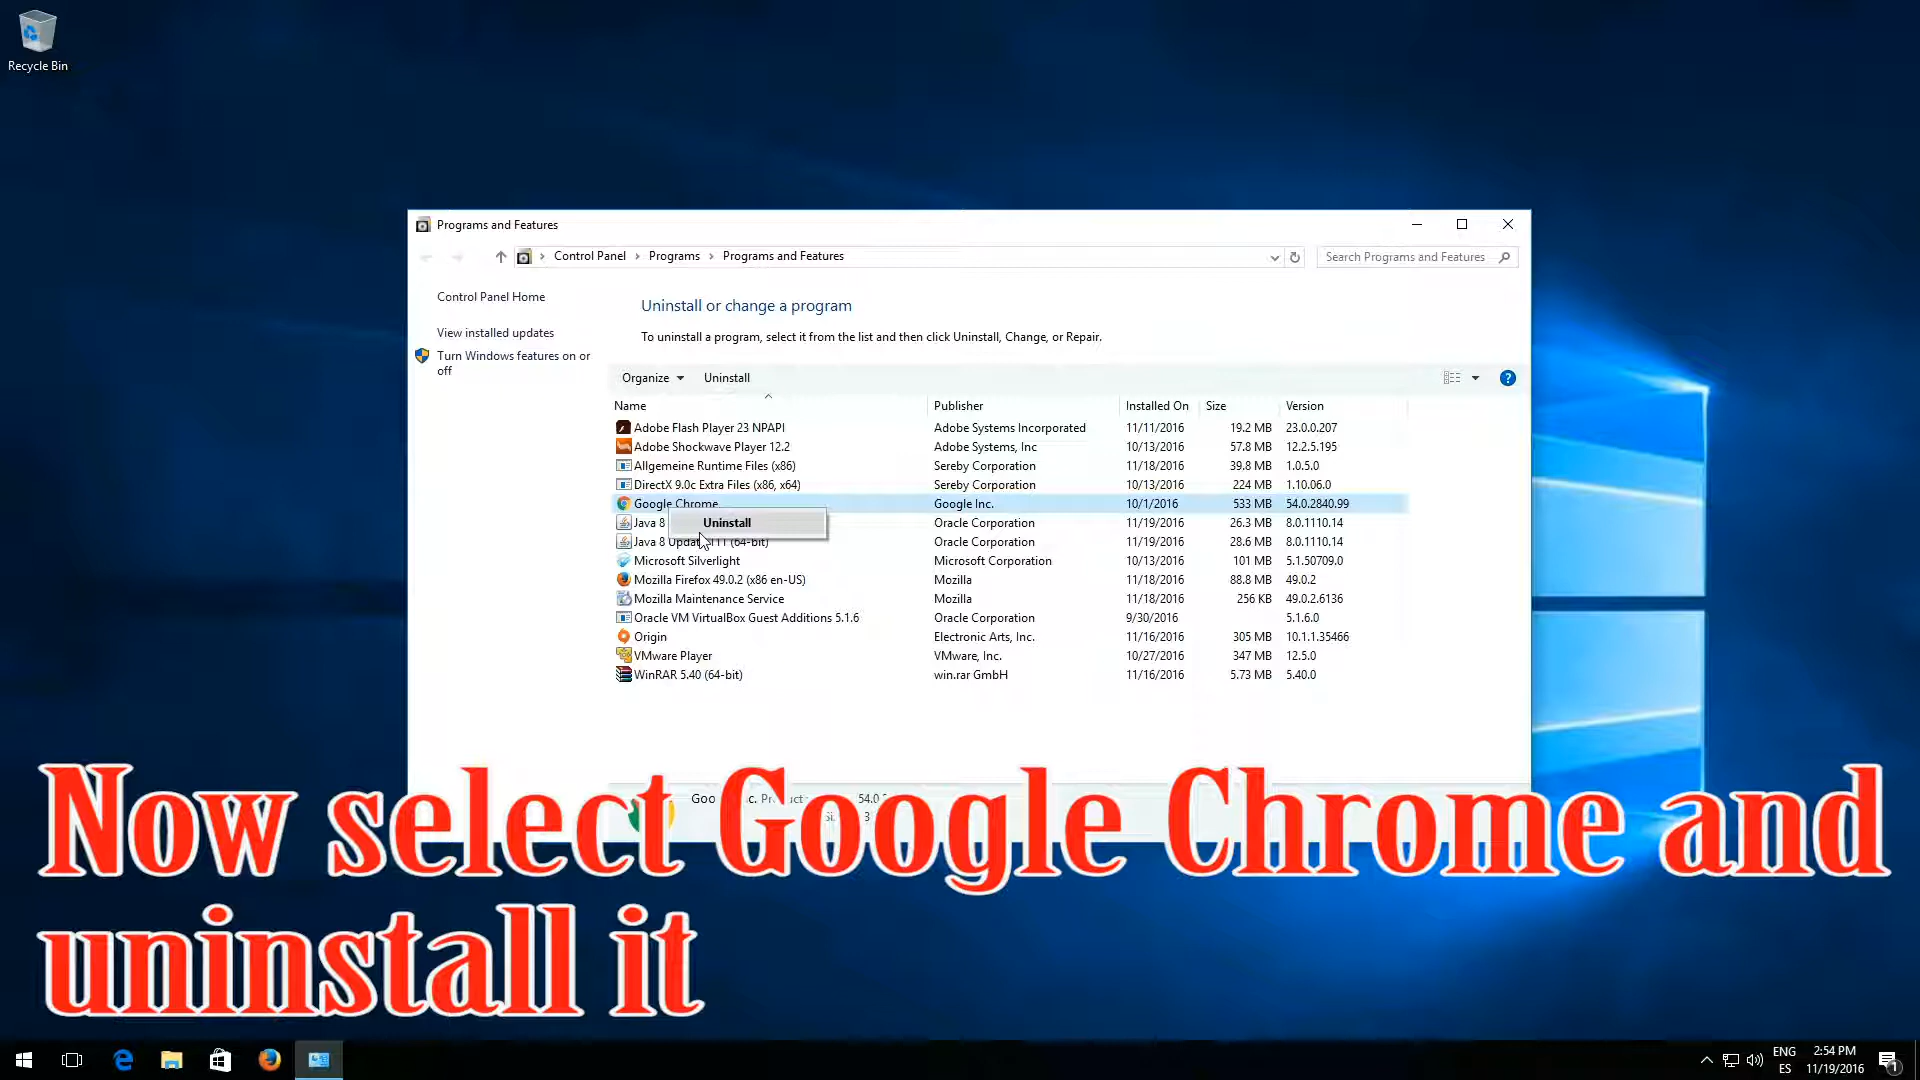 Recycle Bin
Programs and Features
Control Panel > Programs > Programs and Features
Search Programs and Features
Control Panel Home
View installed updates
Turn Windows features on or
off
Uninstall or change a program
To uninstall a program, select it from the list and then click Uninstall, Change, or Repair.
Organize Uninstall
Name Publisher Installed On Size Version
Adobe Flash Player 23 NPAPI Adobe Systems Incorporated 11/11/2016 19.2 MB 23.0.0.207
Adobe Shockwave Player 12.2 Adobe Systems, Inc 10/13/2016 57.8 MB 12.2.5.195
Allgemeine Runtime Files (x86) Sereby Corporation 11/18/2016 39.8 MB 1.0.5.0
DirectX 9.0c Extra Files (x86, x64) Sereby Corporation 10/13/2016 224 MB 1.10.06.0
Google Chrome Google Inc. 10/1/2016 533 MB 54.0.2840.99
Java 8 Oracle Corporation 11/19/2016 26.3 MB 8.0.1110.14
Uninstall
Java 8 (64-bit) Oracle Corporation 11/19/2016 28.6 MB 8.0.1110.14
Microsoft Silverlight Microsoft Corporation 10/13/2016 101 MB 5.1.50709.0
Mozilla Firefox 49.0.2 (x86 en-US) Mozilla 11/18/2016 88.8 MB 49.0.2
Mozilla Maintenance Service Mozilla 11/18/2016 256 KB 49.0.2.6136
Oracle VM VirtualBox Guest Additions 5.1.6 Oracle Corporation 9/30/2016 5.1.6.0
Origin Electronic Arts, Inc. 11/16/2016 305 MB 10.1.1.35466
VMware Player VMware, Inc. 10/27/2016 347 MB 12.5.0
WinRAR 5.40 (64-bit) win.rar GmbH 11/16/2016 5.73 MB 5.40.0
Now select Google Chrome and
uninstall it
ENG 2:54 PM
ES 11/19/2016
1